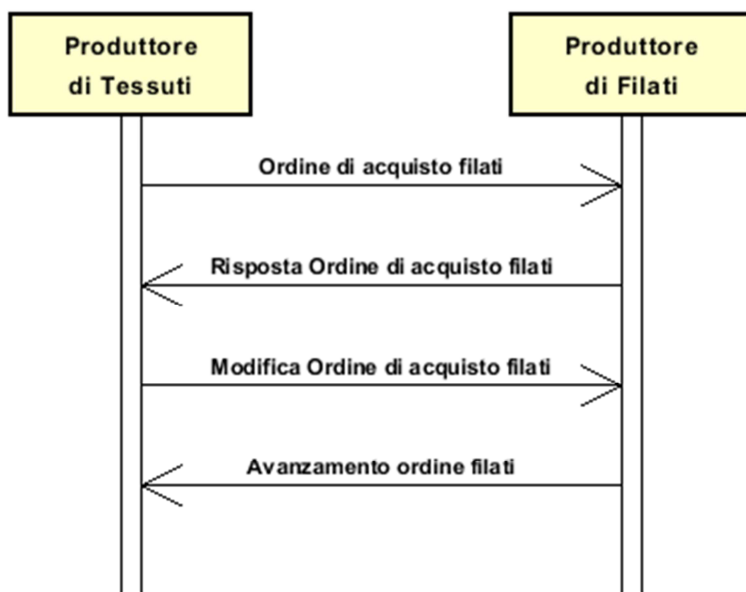 Produttore
di Tessuti
Produttore
di Filati
Ordine di acquisto filati
Risposta Ordine di acquisto filati
Modifica Ordine di acquisto filati
Avanzamento ordine filati